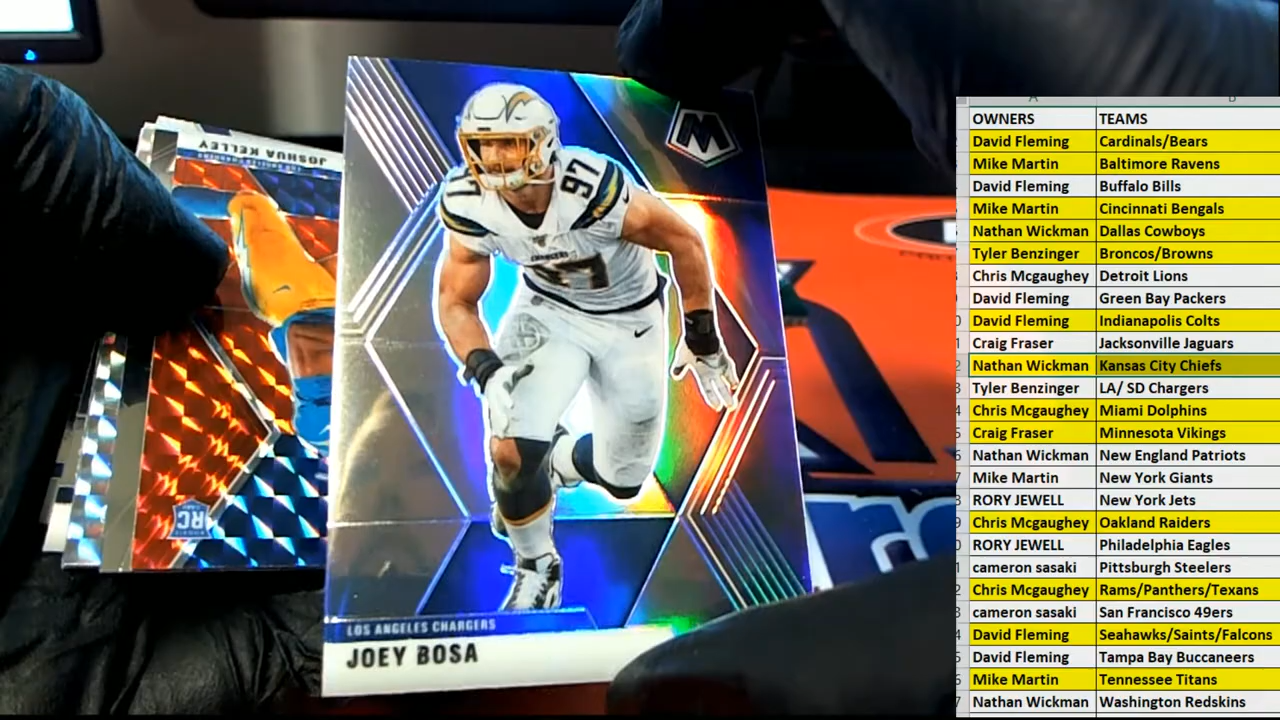 JOSHUA KELLEY
LOS ANGELES CHARGERS
RC
M
97
17
CHARGERS
97
LOS ANGELES CHARGERS
JOEY BOSA
A B
OWNERS TEAMS
David Fleming Cardinals/Bears
Mike Martin Baltimore Ravens
David Fleming Buffalo Bills
Mike Martin Cincinnati Bengals
Nathan Wickman Dallas Cowboys
Tyler Benzinger Broncos/Browns
Chris Mcgaughey Detroit Lions
David Fleming Green Bay Packers
David Fleming Indianapolis Colts
Craig Fraser Jacksonville Jaguars
Nathan Wickman Kansas City Chiefs
Tyler Benzinger LA/ SD Chargers
Chris Mcgaughey Miami Dolphins
Craig Fraser Minnesota Vikings
Nathan Wickman New England Patriots
Mike Martin New York Giants
RORY JEWELL New York Jets
Chris Mcgaughey Oakland Raiders
RORY JEWELL Philadelphia Eagles
cameron sasaki Pittsburgh Steelers
Chris Mcgaughey Rams/Panthers/Texans
cameron sasaki San Francisco 49ers
David Fleming Seahawks/Saints/Falcons
David Fleming Tampa Bay Buccaneers
Mike Martin Tennessee Titans
Nathan Wickman Washington Redskins